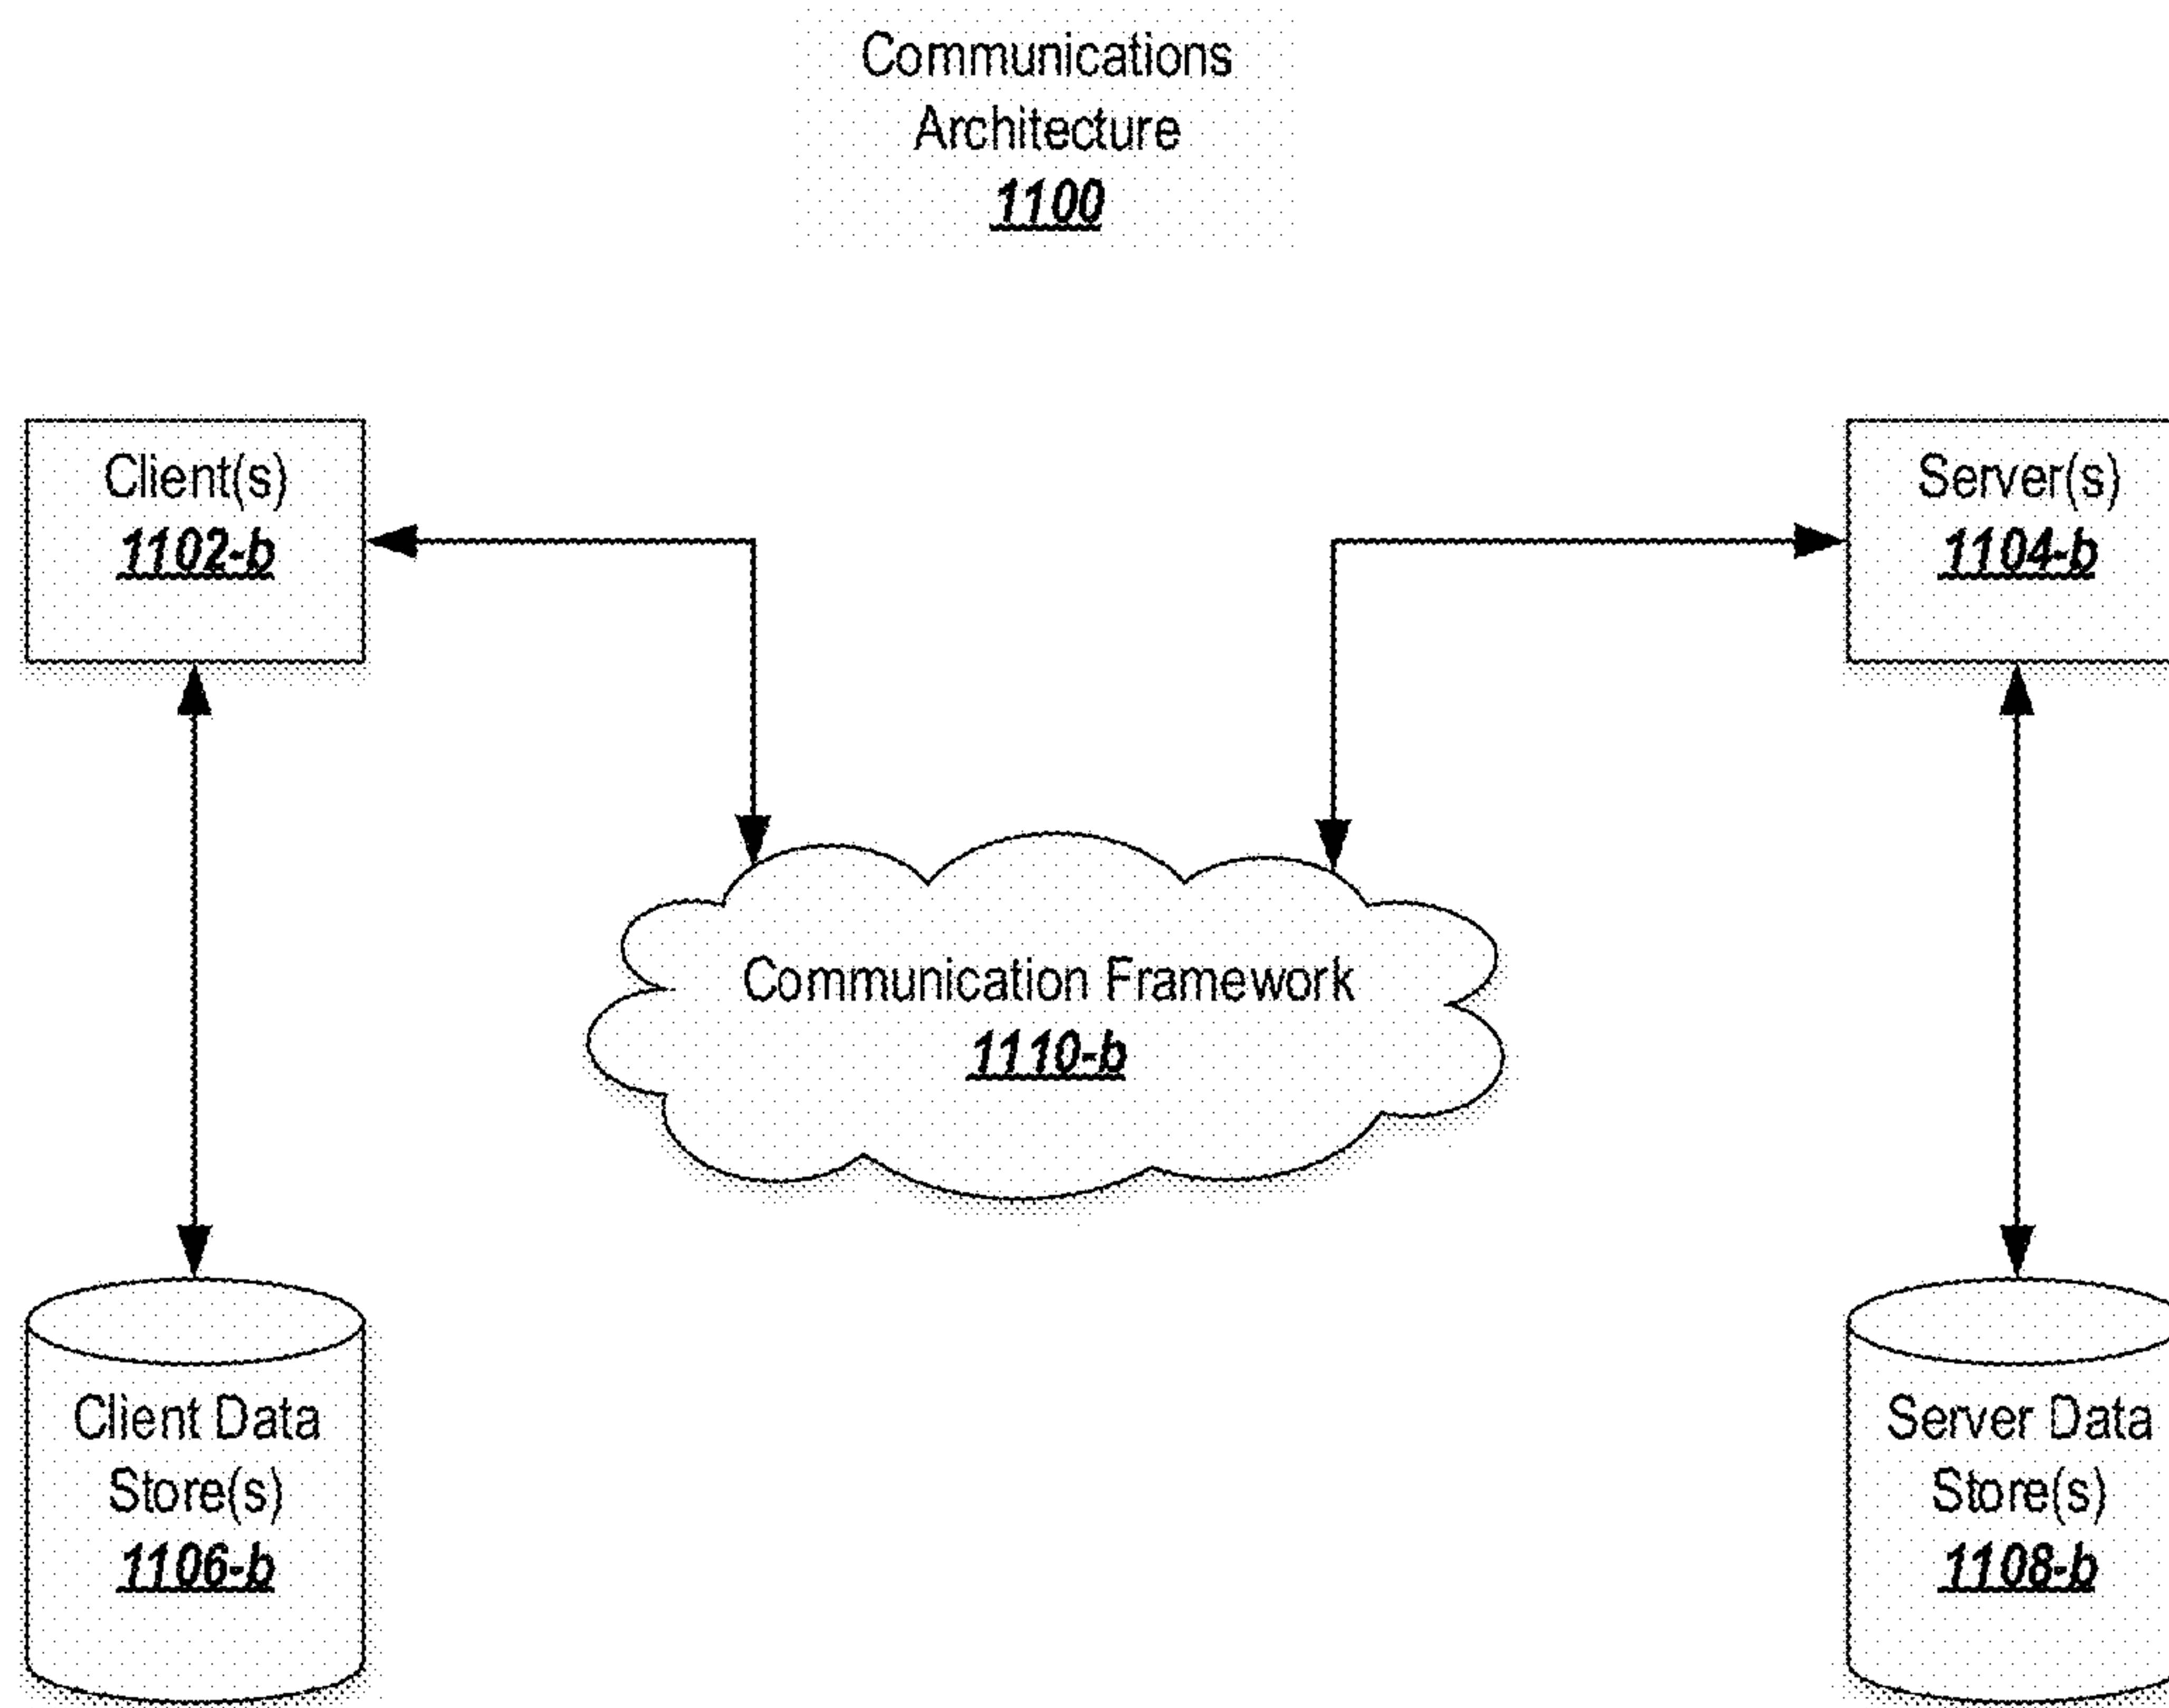 Communications
Architecture
1100
Client(s)
1102-b
Server(s)
1104-b
Communication Framework
1110-b
Client Data
Store(s)
1106-b
Server Data
Store(s)
1108-b